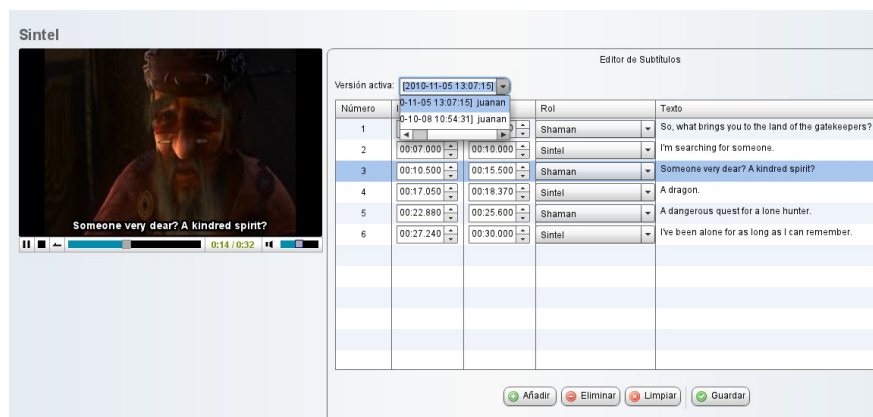 Sintel
Editor de Subtítulos
Versión activa: [2010-11-05 13:07:15]
0-11-05 13:07:15] juanan
0-10-08 10:54:31] juanan
Número Rol Texto
1 Shaman So, what brings you to the land of the gatekeepers?
2 00:07.000 00:10.000 Sintel I'm searching for someone.
3 00:10.500 00:15.500 Shaman Someone very dear? A kindred spirit?
4 00:17.050 00:18.370 Sintel A dragon.
5 00:22.880 00:25.600 Shaman A dangerous quest for a lone hunter.
6 00:27.240 00:30.000 Sintel I've been alone for as long as I can remember.
Someone very dear? A kindred spirit?
0:14 / 0:32
Añadir Eliminar Limpiar Guardar